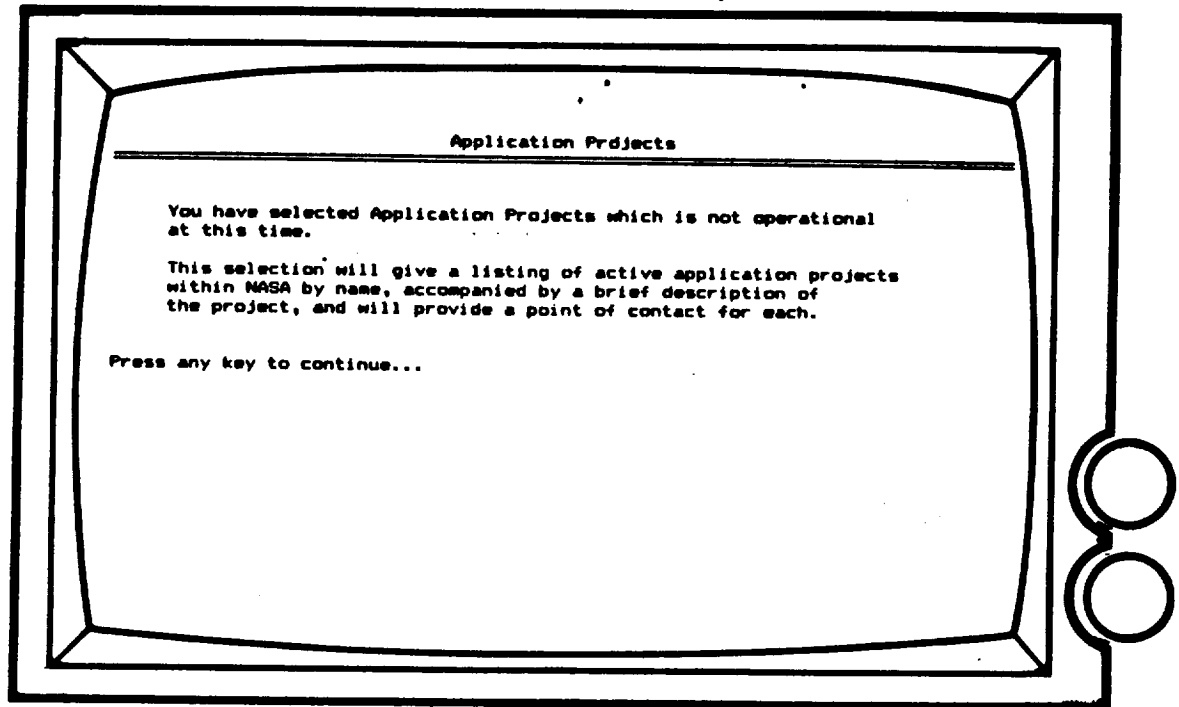 Application Prdjects
You have selected Application Projects which is not operational
at this time.
This selection will give a listing of active application projects
within NASA by name, accompanied by a brief description of
the project, and will provide a point of contact for each.
Press any key to continue...